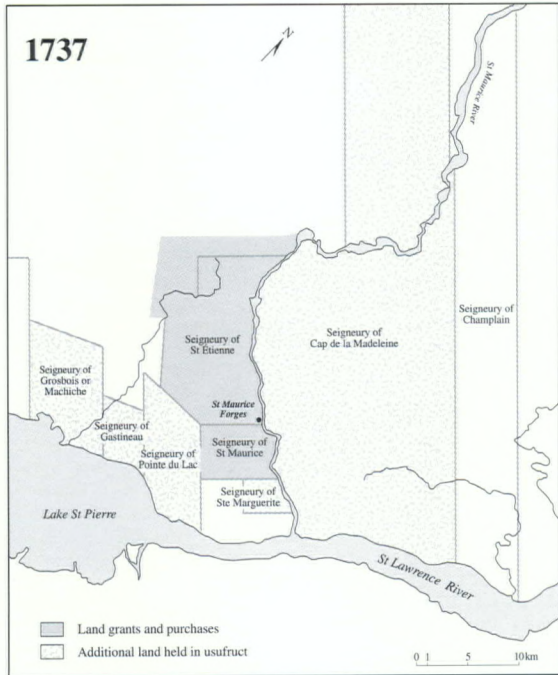 1737
N
St Maurice River
Seigneury of
Champlain
Seigneury of
Cap de la Madeleine
Seigneury of
St Étienne
Seigneury of
Grosbois or
Machiche
St Maurice
Forges
Seigneury of
Gastineau
Seigneury of
Pointe du Lac
Seigneury of
St Maurice
Seigneury of
Ste Marguerite
Lake St Pierre
St Lawrence River
Land grants and purchases
Additional land held in usufruct
0 1 5 10 km